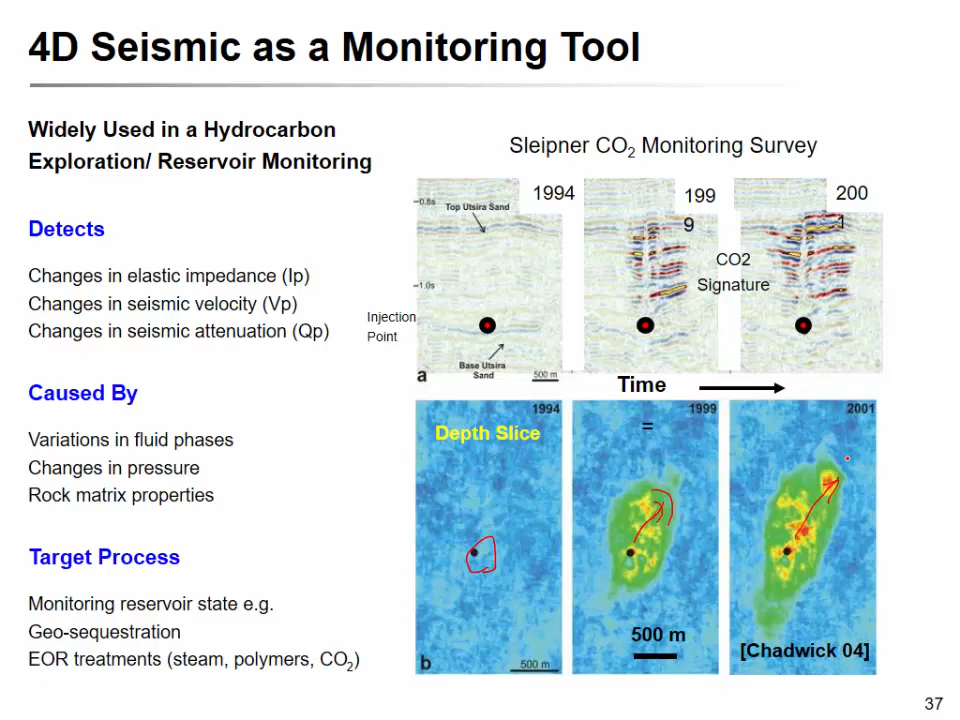 4D Seismic as a Monitoring Tool
Widely Used in a Hydrocarbon
Exploration/ Reservoir Monitoring
Detects
Changes in elastic impedance (Ip)
Changes in seismic velocity (Vp)
Changes in seismic attenuation (Qp)
Caused By
Variations in fluid phases
Changes in pressure
Rock matrix properties
Target Process
Monitoring reservoir state e.g.
Geo-sequestration
EOR treatments (steam, polymers, CO2)
Sleipner CO2 Monitoring Survey
1994
199
9
200
1
0.8s
Top Utsira Sand
CO2
Signature
1.0s
Injection
Point
Base Utsira
Sand
a
500 m
Time
1994
1999
2001
Depth Slice
=
b
500 m
500 m
[Chadwick 04]
37